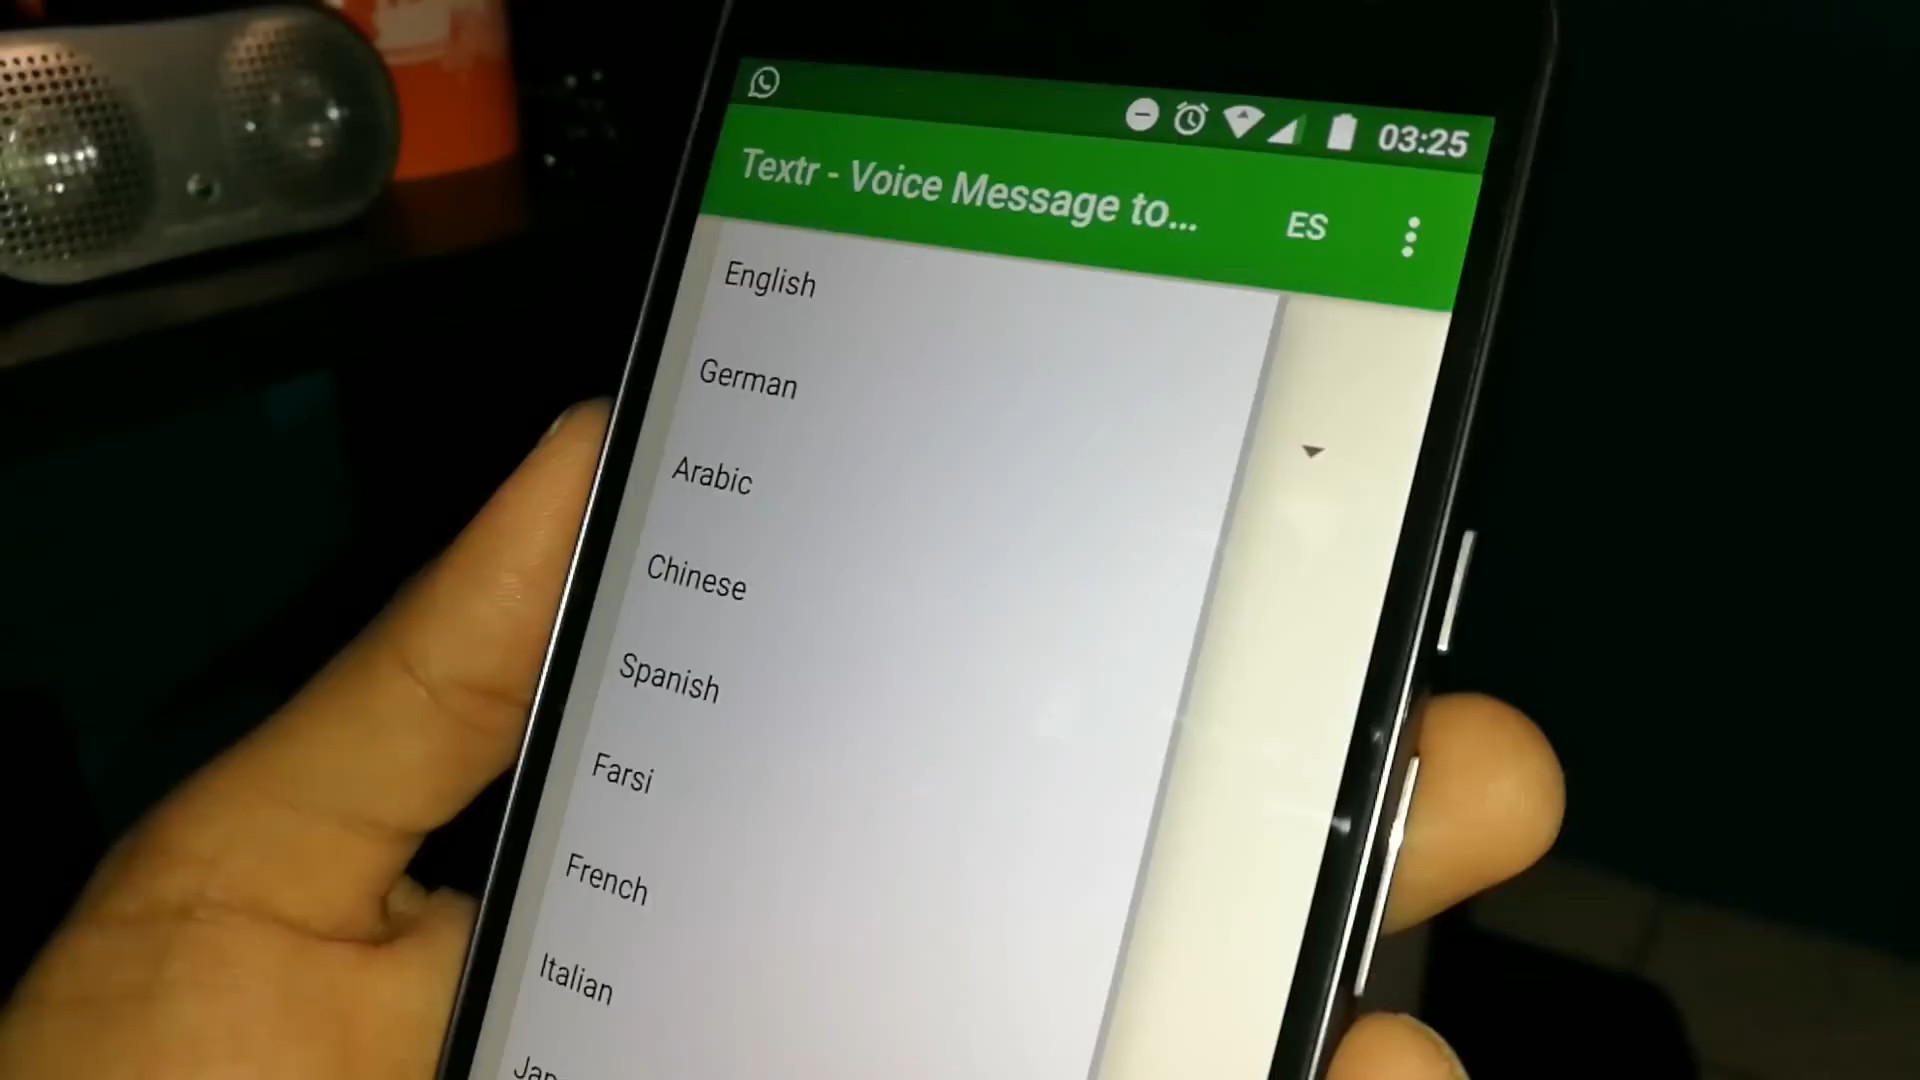 03:25
Textr - Voice Message to...
ES
English
German
Arabic
Chinese
Spanish
Farsi
French
Italian